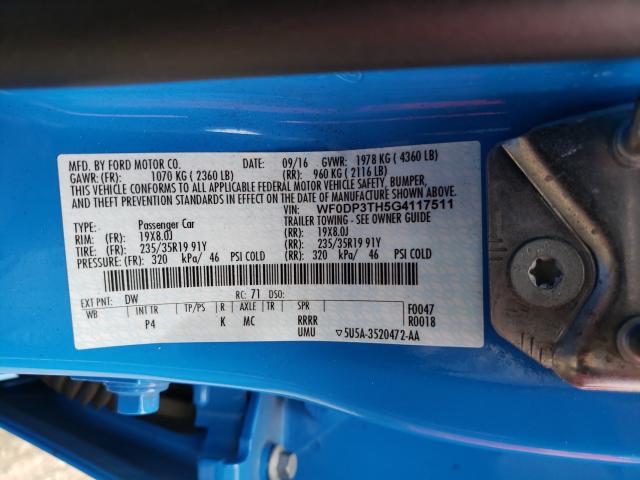 MFD. BY FORD MOTOR CO. 09/16 GVWR: 1978 KG ( 4360 LB)
GAWR: (FR): 1070 KG ( 2360 LB) (RR): 960 KG ( 2116 LB)
THIS VEHICLE CONFORMS TO ALL APPLICABLE FEDERAL MOTOR VEHICLE SAFETY, BUMPER,
AND THEFT PREVENTION STANDARDS IN EFFECT ON THE DATE OF MANUFACTURE SHOWN ABOVE.
VIN: WF0DP3TH5G4117511
TYPE: Passenger Car TRAILER TOWING - SEE OWNER GUIDE
RIM: (FR): 19X8.0J (RR): 19X8.0J
TIRE: (FR): 235/35R19 91Y (RR): 235/35R19 91Y
PRESSURE: (FR): 320 kPa/ 46 PSI COLD (RR): 320 kPa/ 46 PSI COLD
EXT PNT: DW RC: 71 DSO:
WB INT TR TP/PS R AXLE TR SPR F0047
P4 K MC RRRR R0018
UMU ▽5U5A-3520472-AA